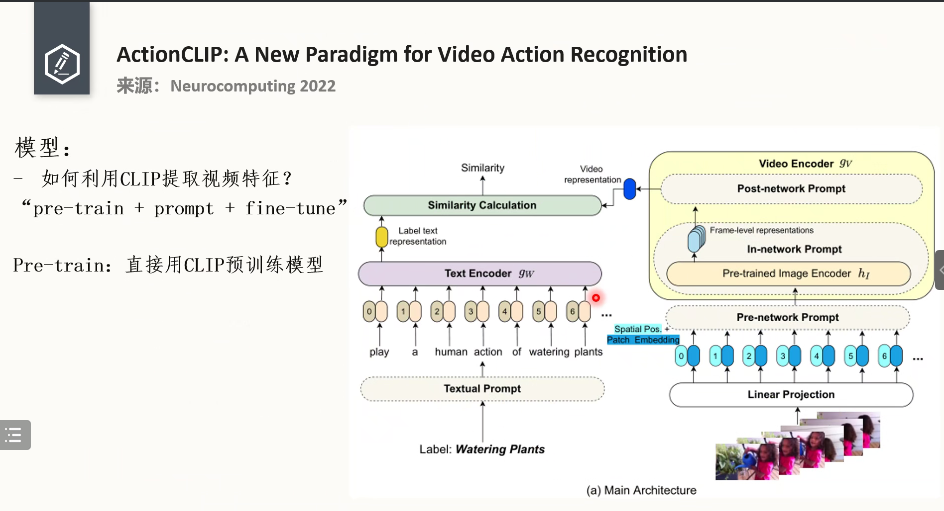 ActionCLIP: A New Paradigm for Video Action Recognition
来源：Neurocomputing 2022
模型：
- 如何利用CLIP提取视频特征？
“pre-train + prompt + fine-tune”
Pre-train：直接用CLIP预训练模型
Similarity
Similarity Calculation
Label text
representation
Text Encoder gW
0 1 2 3 4 5 6 ...
play a human action of watering plants
Textual Prompt
Label: Watering Plants
Video
representation
Video Encoder gV
Post-network Prompt
Frame-level representations
In-network Prompt
Pre-trained Image Encoder hI
Pre-network Prompt
Spatial Pos. +
Patch Embedding
0 1 2 3 4 5 6 ...
Linear Projection
(a) Main Architecture